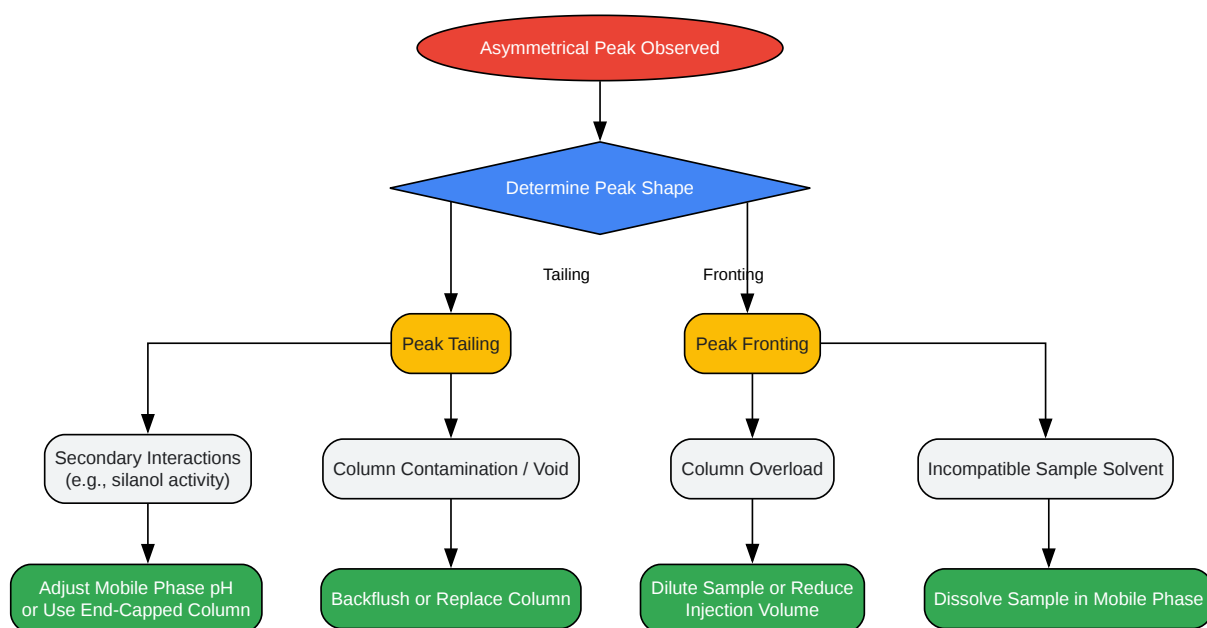 Asymmetrical Peak Observed
Determine Peak Shape
Tailing
Fronting
Peak Tailing
Peak Fronting
Secondary Interactions
(e.g., silanol activity)
Column Contamination / Void
Column Overload
Incompatible Sample Solvent
Adjust Mobile Phase pH
or Use End-Capped Column
Backflush or Replace Column
Dilute Sample or Reduce
Injection Volume
Dissolve Sample in Mobile Phase